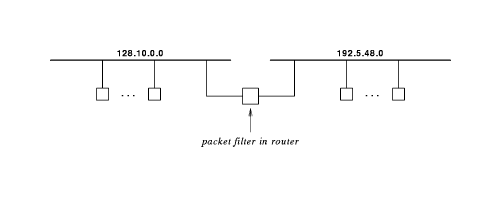 128.10.0.0
192.5.48.0
. . .
. . .
packet filter in router